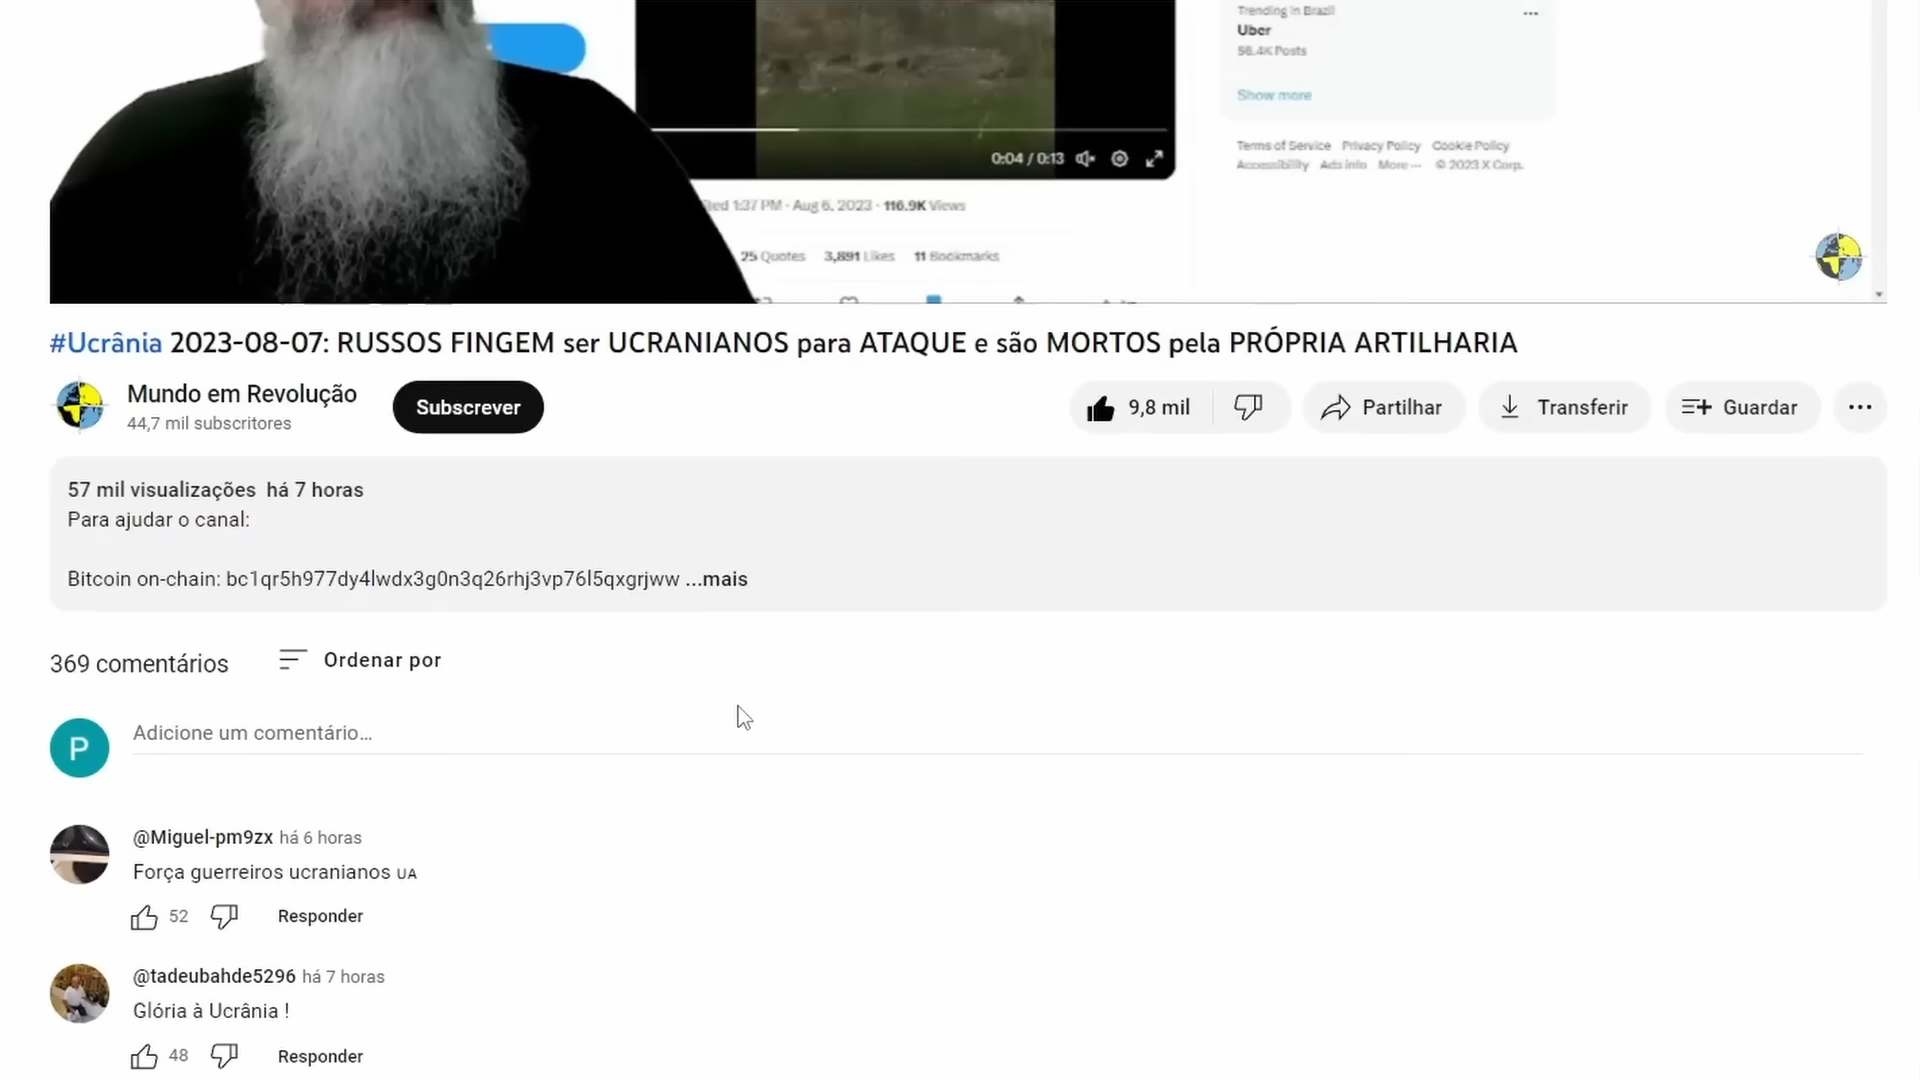 Trending in Brazil
Uber
56.4K Posts
Show more
Terms of Service Privacy Policy Cookie Policy
Accessibility Ads info More ··· © 2023 X Corp.
0:04 / 0:13
1:37 PM · Aug 6, 2023 · 116.9K Views
25 Quotes 3,891 Likes 11 Bookmarks
#Ucrânia 2023-08-07: RUSSOS FINGEM ser UCRANIANOS para ATAQUE e são MORTOS pela PRÓPRIA ARTILHARIA
Mundo em Revolução
44,7 mil subscritores
Subscrever
9,8 mil
Partilhar
Transferir
Guardar
57 mil visualizações há 7 horas
Para ajudar o canal:
Bitcoin on-chain: bc1qr5h977dy4lwdx3g0n3q26rhj3vp76l5qxgrjww ...mais
369 comentários
Ordenar por
P
Adicione um comentário...
@Miguel-pm9zx há 6 horas
Força guerreiros ucranianos UA
52
Responder
@tadeubahde5296 há 7 horas
Glória à Ucrânia !
48
Responder